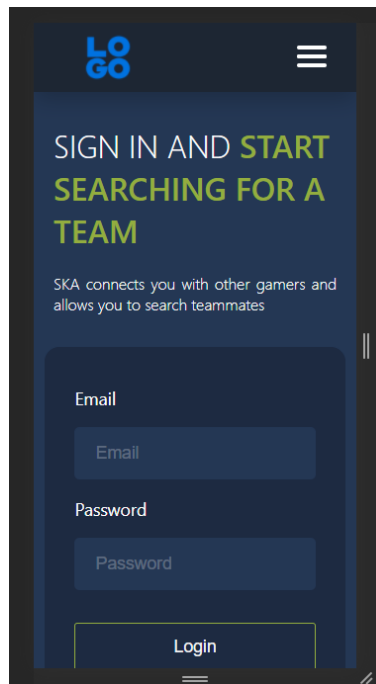 LO
GO
SIGN IN AND START
SEARCHING FOR A
TEAM
SKA connects you with other gamers and
allows you to search teammates
Email
Email
Password
Password
Login